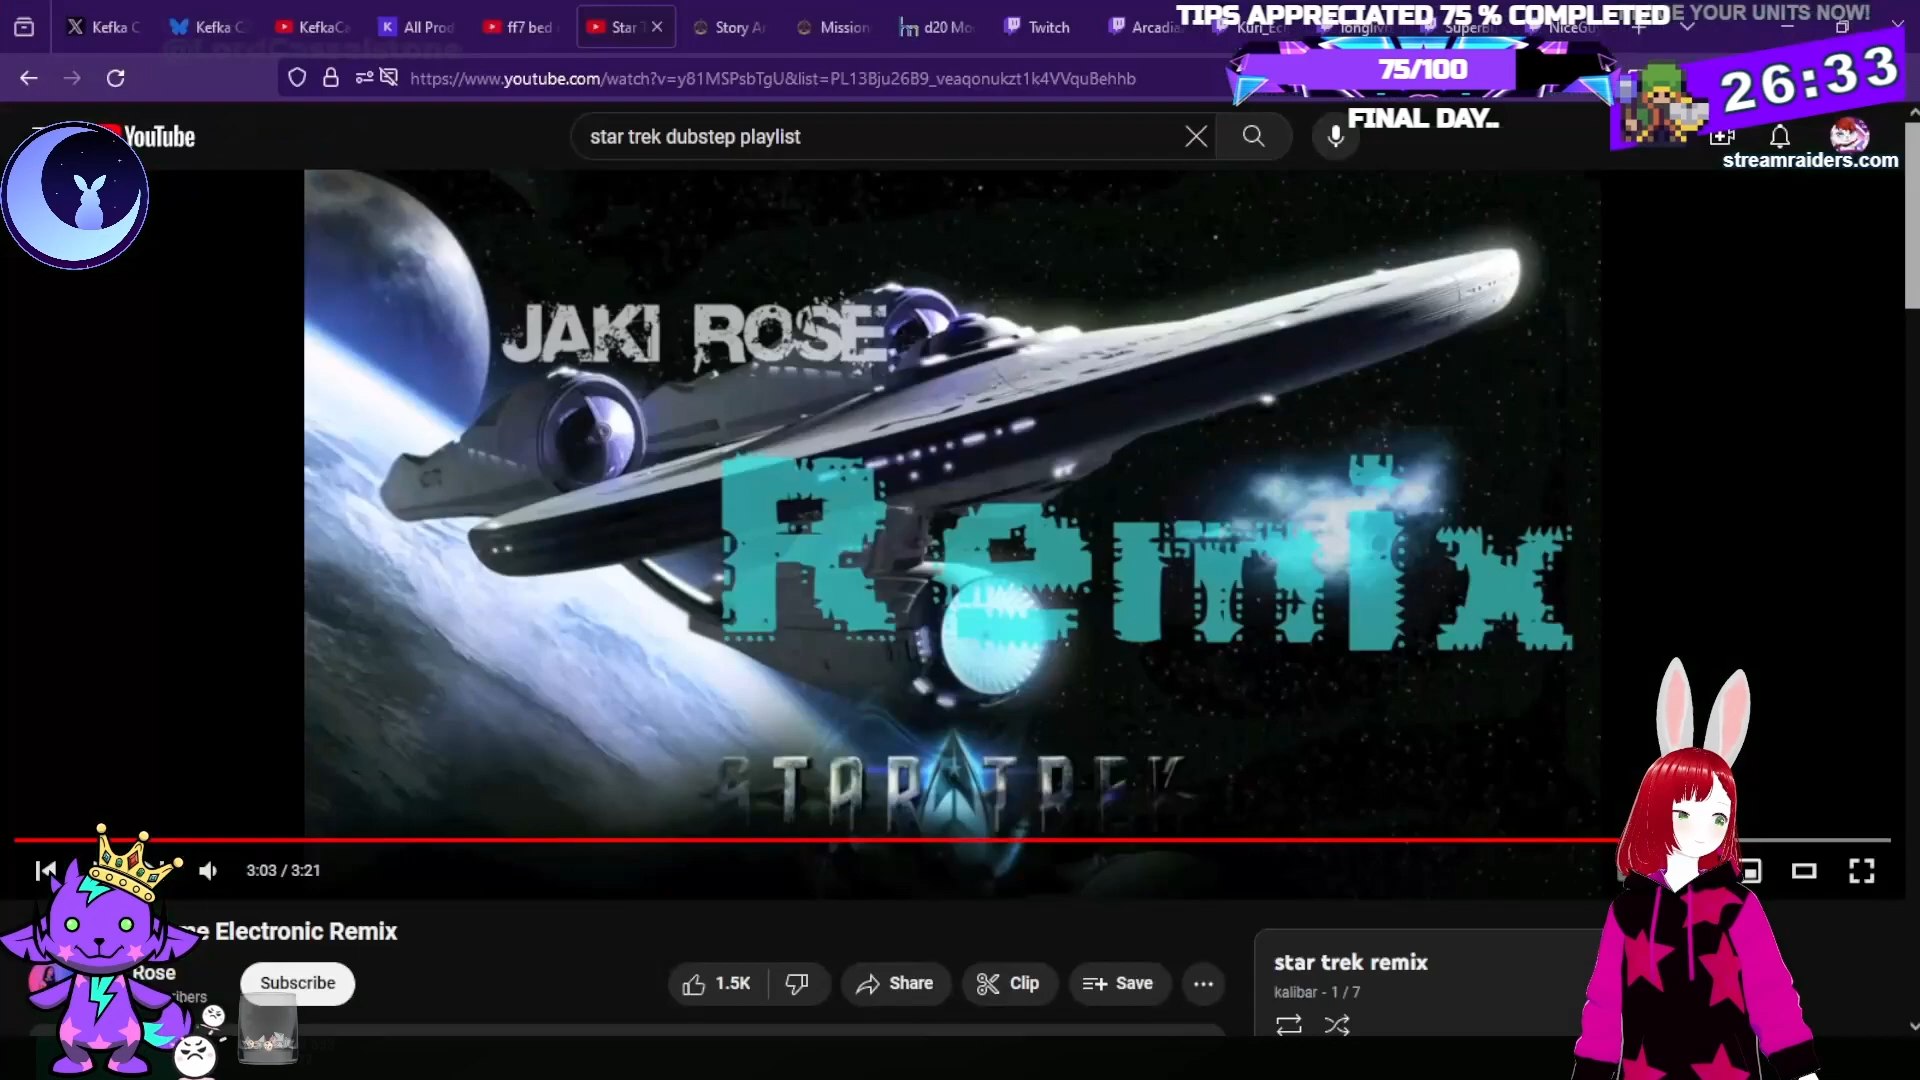 TIPS APPRECIATED 75 % COMPLETED
YOUR UNITS NOW!
Kefka C
Kefka C
KefkaCa
All Prod
ff7 bed
Star T
Story Ar
Mission
d20 Mo
Twitch
Arcadia
75/100
26:33
https://www.youtube.com/watch?v=y81MSPsbTgU&list=PL13Bju26B9_veaqonukzt1k4VVquBehhb
FINAL DAY..
YouTube
star trek dubstep playlist
streamraiders.com
JAKI ROSE
Remix
STAR TREK
3:03 / 3:21
me Electronic Remix
Rose
Subscribe
1.5K
Share
Clip
Save
star trek remix
kalibar - 1 / 7